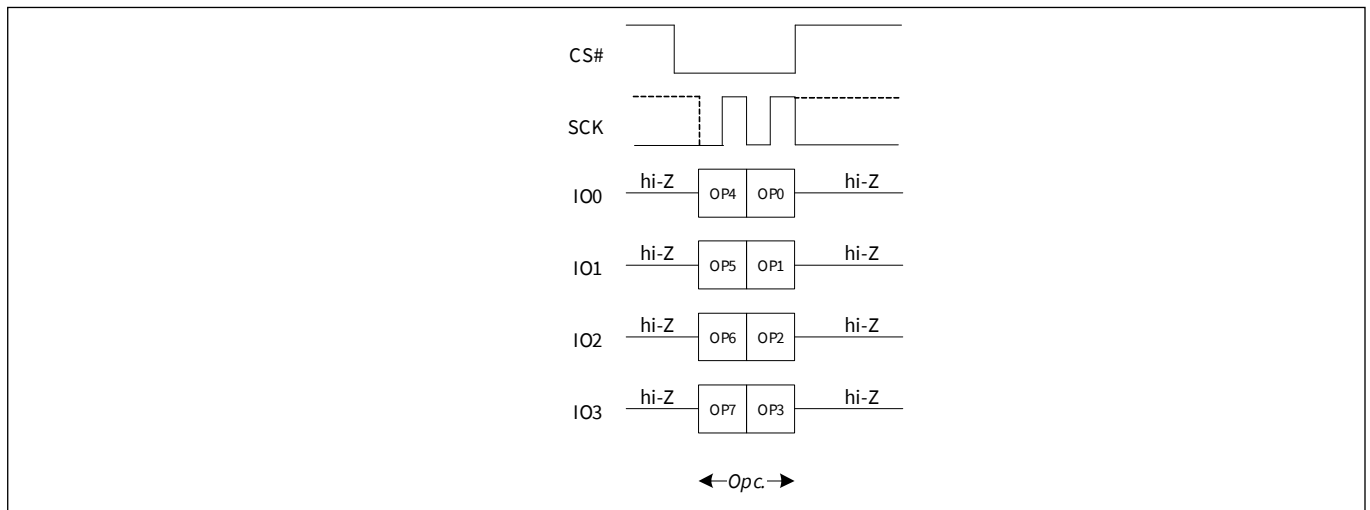 CS#
SCK
hi-Z hi-Z
IO0 OP4 OP0
hi-Z hi-Z
IO1 OP5 OP1
hi-Z hi-Z
IO2 OP6 OP2
hi-Z hi-Z
IO3 OP7 OP3
Opc.